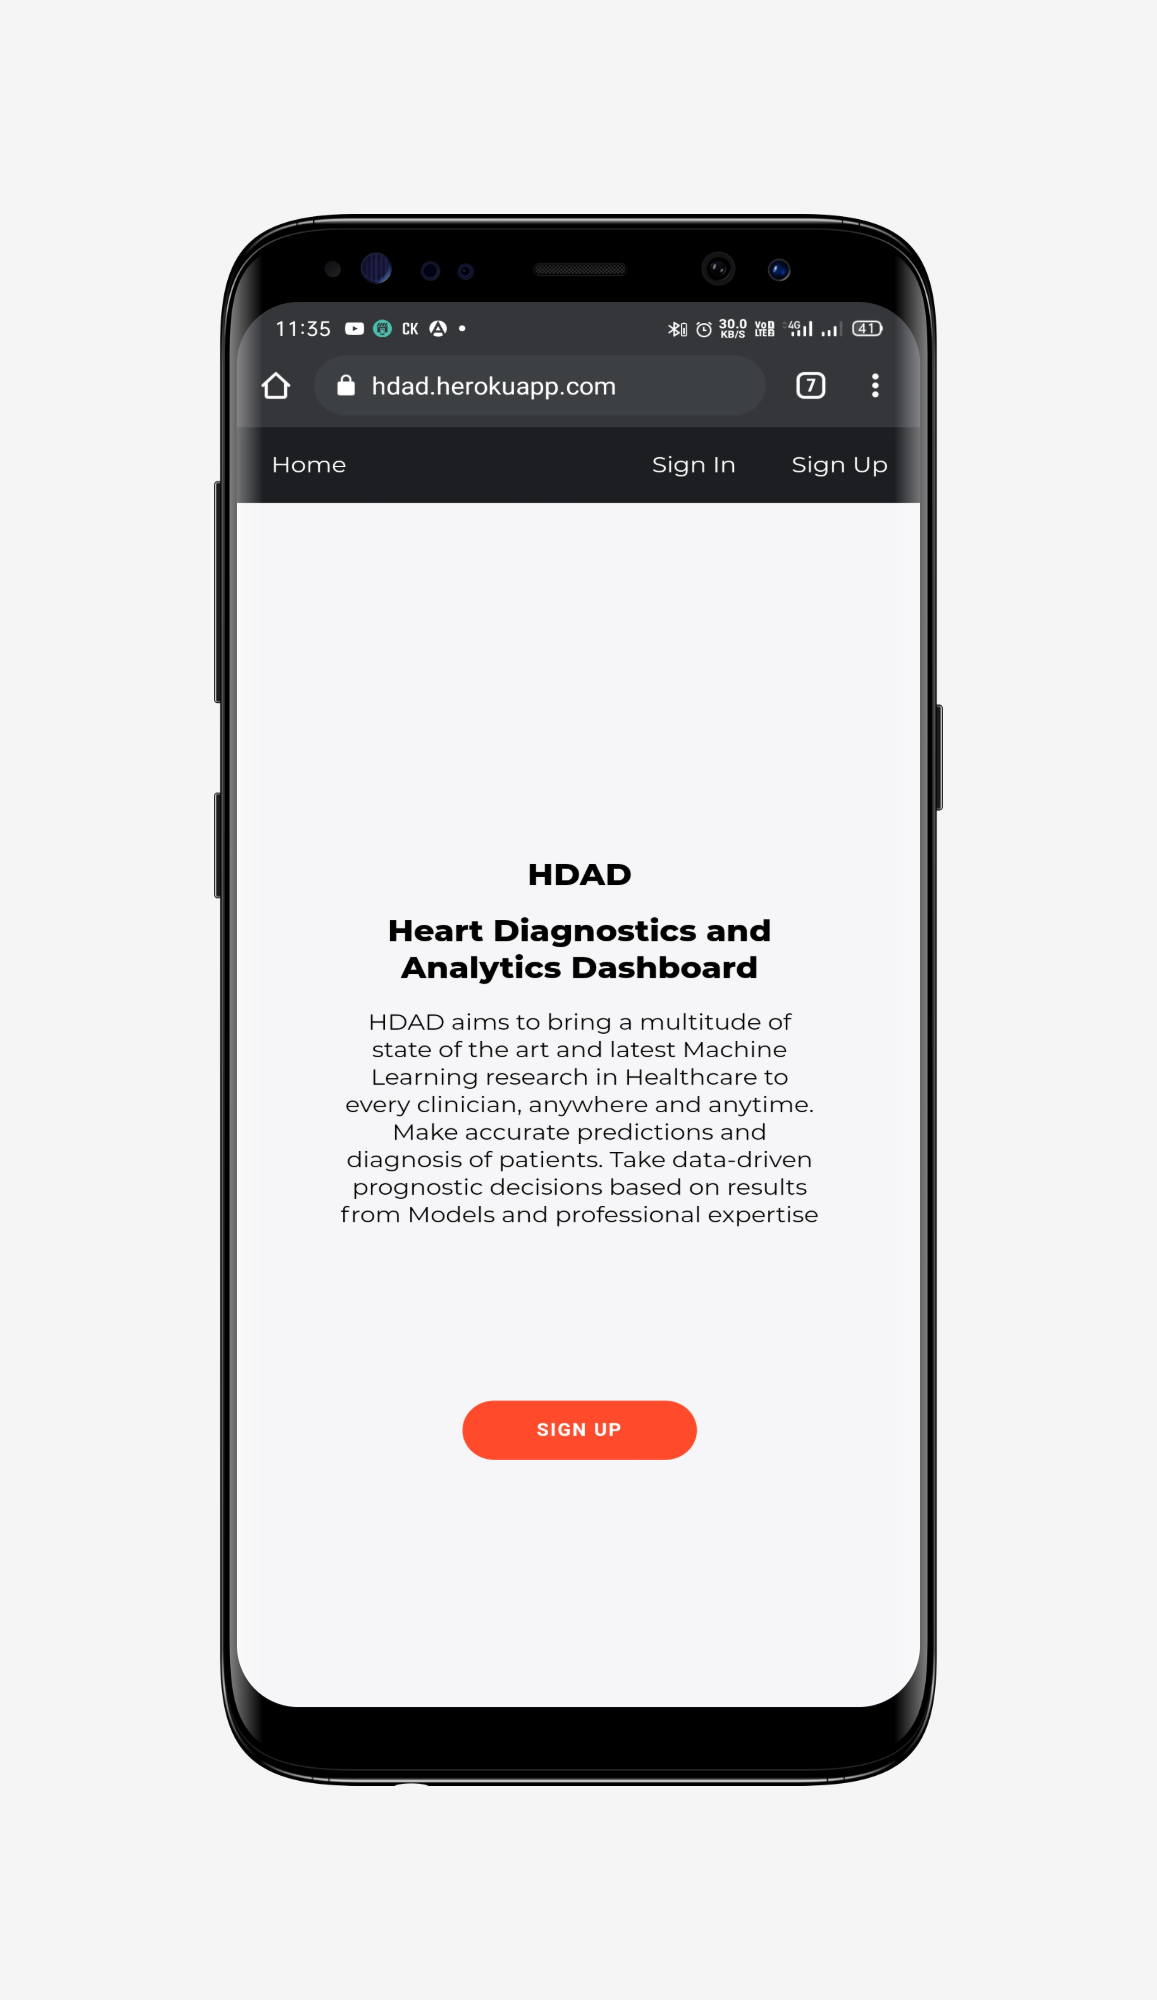 11:35 CK 30.0 KB/S VoD LTE2 4G 41
hdad.herokuapp.com 7
Home Sign In Sign Up
HDAD
Heart Diagnostics and
Analytics Dashboard
HDAD aims to bring a multitude of
state of the art and latest Machine
Learning research in Healthcare to
every clinician, anywhere and anytime.
Make accurate predictions and
diagnosis of patients. Take data-driven
prognostic decisions based on results
from Models and professional expertise
SIGN UP